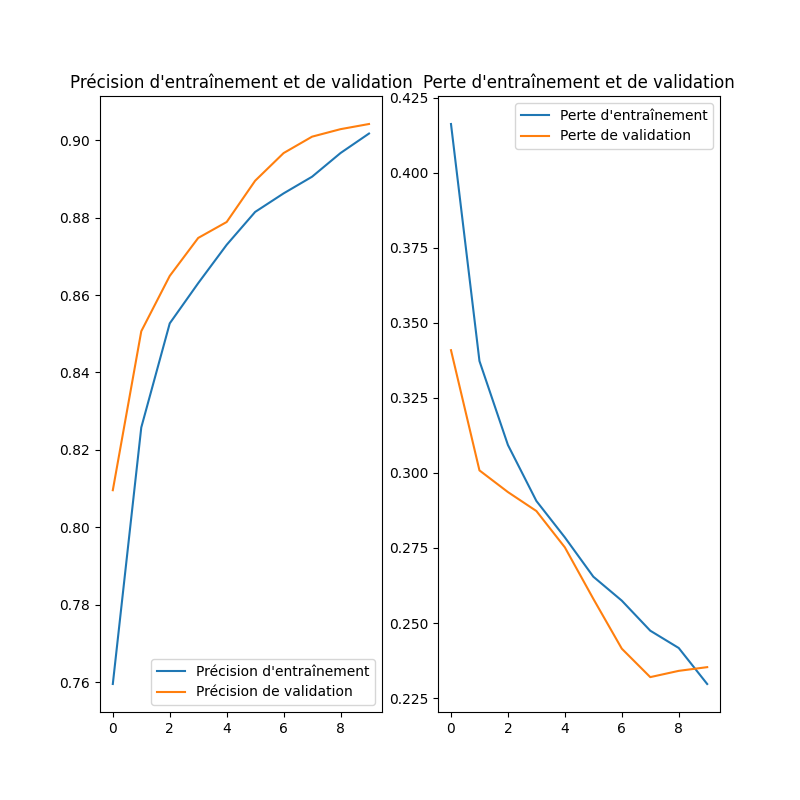 Précision d'entraînement et de validation
0.90
0.88
0.86
0.84
0.82
0.80
0.78
0.76
0 2 4 6 8
Précision d'entraînement
Précision de validation
Perte d'entraînement et de validation
0.425
0.400
0.375
0.350
0.325
0.300
0.275
0.250
0.225
0 2 4 6 8
Perte d'entraînement
Perte de validation